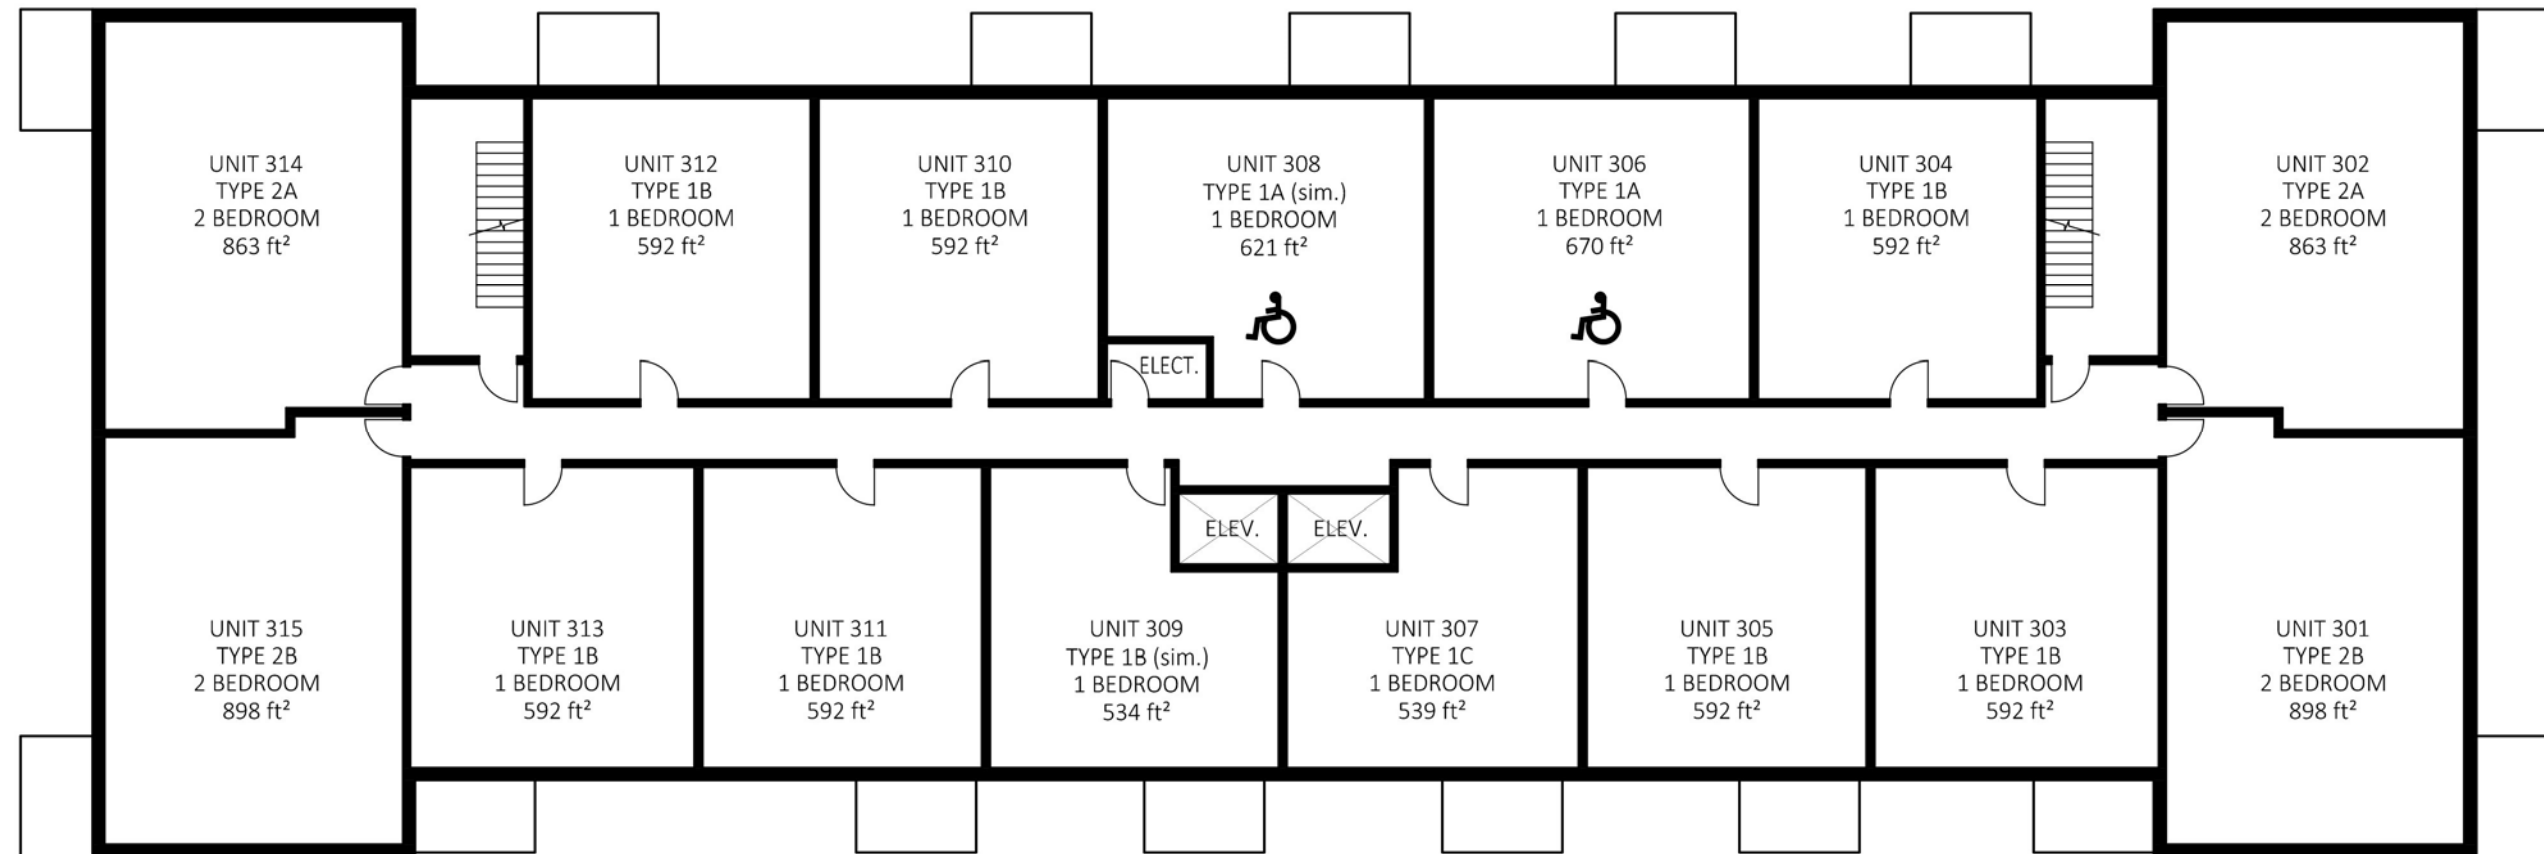 UNIT 314
TYPE 2A
2 BEDROOM
863 ft²
UNIT 312
TYPE 1B
1 BEDROOM
592 ft²
UNIT 310
TYPE 1B
1 BEDROOM
592 ft²
UNIT 308
TYPE 1A (sim.)
1 BEDROOM
621 ft²
UNIT 306
TYPE 1A
1 BEDROOM
670 ft²
UNIT 304
TYPE 1B
1 BEDROOM
592 ft²
UNIT 302
TYPE 2A
2 BEDROOM
863 ft²
ELECT.
ELEV.
ELEV.
UNIT 315
TYPE 2B
2 BEDROOM
898 ft²
UNIT 313
TYPE 1B
1 BEDROOM
592 ft²
UNIT 311
TYPE 1B
1 BEDROOM
592 ft²
UNIT 309
TYPE 1B (sim.)
1 BEDROOM
534 ft²
UNIT 307
TYPE 1C
1 BEDROOM
539 ft²
UNIT 305
TYPE 1B
1 BEDROOM
592 ft²
UNIT 303
TYPE 1B
1 BEDROOM
592 ft²
UNIT 301
TYPE 2B
2 BEDROOM
898 ft²